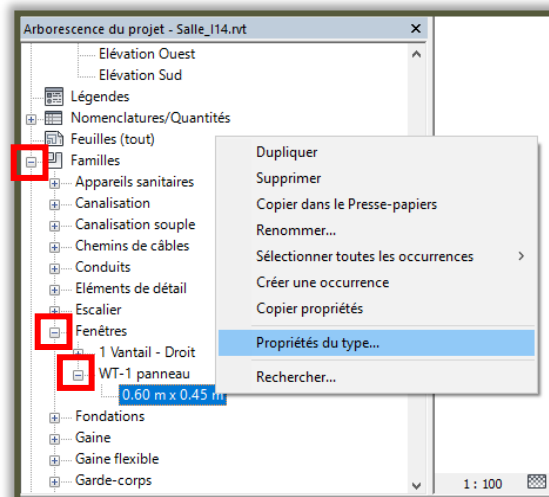 Arborescence du projet - Salle_I14.rvt
Elévation Ouest
Elévation Sud
Légendes
Nomenclatures/Quantités
Feuilles (tout)
Familles
Appareils sanitaires
Canalisation
Canalisation souple
Chemins de câbles
Conduits
Eléments de détail
Escalier
Fenêtres
1 Vantail - Droit
WT-1 panneau
0.60 m x 0.45 m
Fondations
Gaine
Gaine flexible
Garde-corps
Dupliquer
Supprimer
Copier dans le Presse-papiers
Renommer...
Sélectionner toutes les occurrences
Créer une occurrence
Copier propriétés
Propriétés du type...
Rechercher...
1 : 100